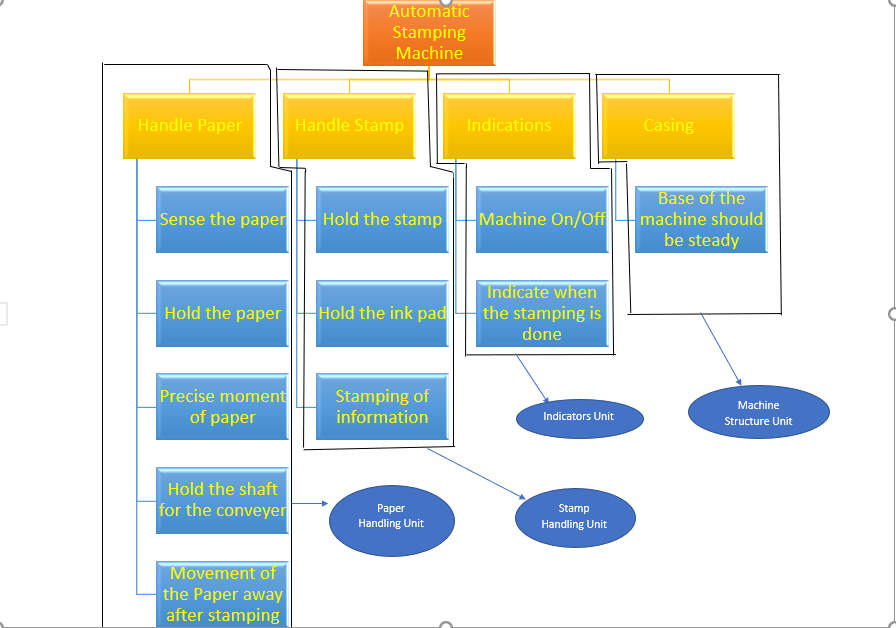 Automatic
Stamping
Machine
Handle Paper
Handle Stamp
Indications
Casing
Sense the paper
Hold the stamp
Machine On/Off
Base of the
machine should
be steady
Hold the paper
Hold the ink pad
Indicate when
the stamping is
done
Precise moment
of paper
Stamping of
information
Indicators Unit
Machine
Structure Unit
Hold the shaft
for the conveyer
Paper
Handling Unit
Stamp
Handling Unit
Movement of
the Paper away
after stamping